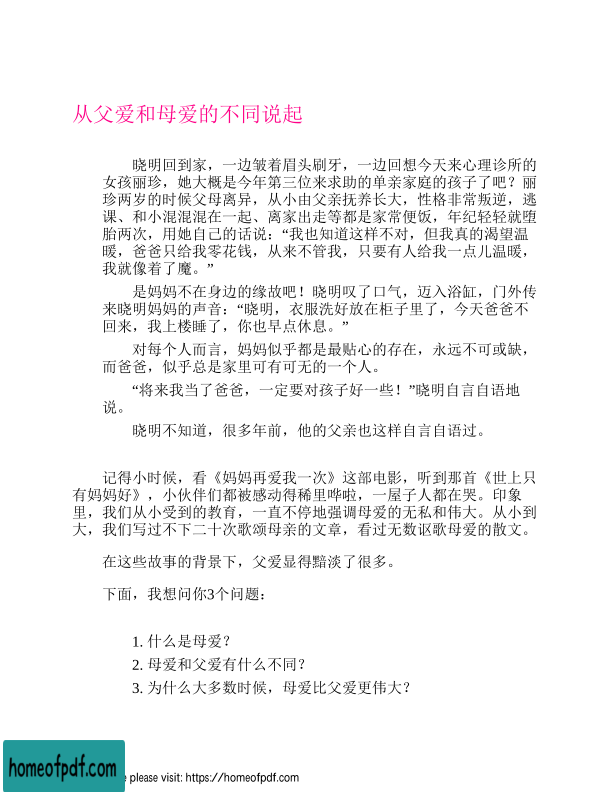 从父爱和母爱的不同说起
晓明回到家，一边皱着眉头刷牙，一边回想今天来心理诊所的
女孩丽珍，她大概是今年第三位来求助的单亲家庭的孩子了吧？丽
珍两岁的时候父母离异，从小由父亲抚养长大，性格非常叛逆，逃
课、和小混混混在一起、离家出走等都是家常便饭，年纪轻轻就堕
胎两次，用她自己的话说：“我也知道这样不对，但我真的渴望温
暖，爸爸只给我零花钱，从来不管我，只要有人给我一点儿温暖，
我就像着了魔。”
是妈妈不在身边的缘故吧！晓明叹了口气，迈入浴缸，门外传
来晓明妈妈的声音：“晓明，衣服洗好放在柜子里了，今天爸爸不
回来，我上楼睡了，你也早点休息。”
对每个人而言，妈妈似乎都是最贴心的存在，永远不可或缺，
而爸爸，似乎总是家里可有可无的一个人。
“将来我当了爸爸，一定要对孩子好一些！”晓明自言自语地
说。
晓明不知道，很多年前，他的父亲也这样自言自语过。
记得小时候，看《妈妈再爱我一次》这部电影，听到那首《世上只
有妈妈好》，小伙伴们都被感动得稀里哗啦，一屋子人都在哭。印象
里，我们从小受到的教育，一直不停地强调母爱的无私和伟大。从小到
大，我们写过不下二十次歌颂母亲的文章，看过无数讴歌母爱的散文。
在这些故事的背景下，父爱显得黯淡了很多。
下面，我想问你3个问题：
1. 什么是母爱？
2. 母爱和父爱有什么不同？
3. 为什么大多数时候，母爱比父爱更伟大？
homeofpdf.com
please visit: https://homeofpdf.com